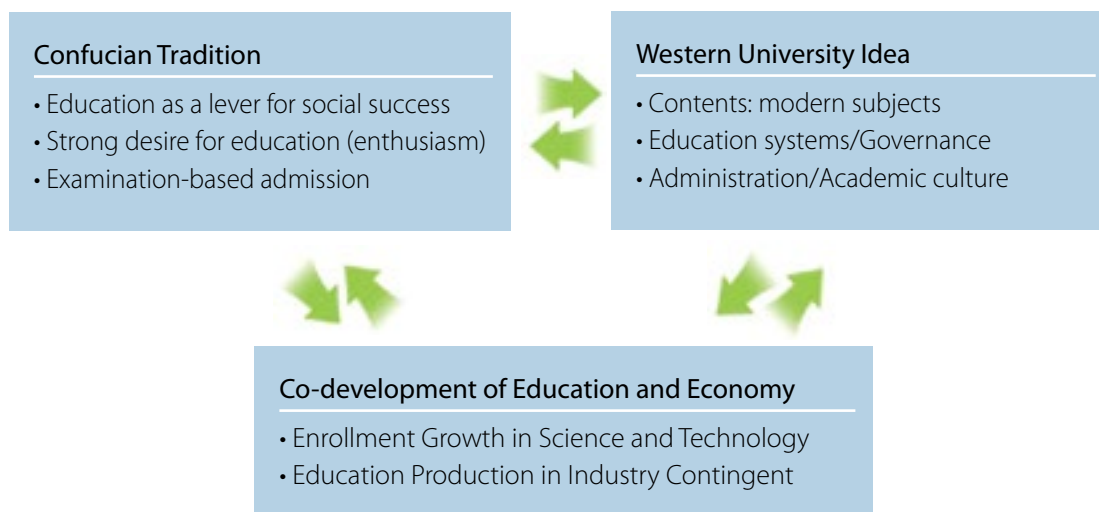 Confucian Tradition
• Education as a lever for social success
• Strong desire for education (enthusiasm)
• Examination-based admission
Western University Idea
• Contents: modern subjects
• Education systems/Governance
• Administration/Academic culture
Co-development of Education and Economy
• Enrollment Growth in Science and Technology
• Education Production in Industry Contingent